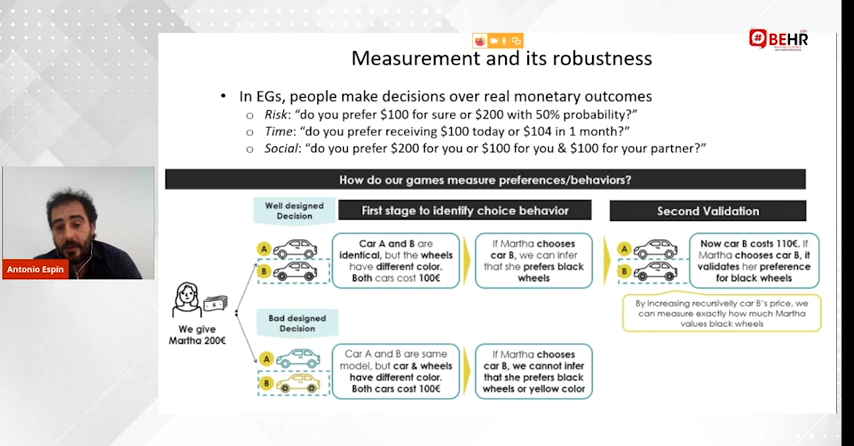 #BEHR
Measurement and its robustness
• In EGs, people make decisions over real monetary outcomes
o Risk: “do you prefer $100 for sure or $200 with 50% probability?”
o Time: “do you prefer receiving $100 today or $104 in 1 month?”
o Social: “do you prefer $200 for you or $100 for you & $100 for your partner?”
How do our games measure preferences/behaviors?
Well designed
Decision
First stage to identify choice behavior
Second Validation
A
B
Car A and B are
identical, but the wheels
have different color.
Both cars cost 100€
If Martha chooses
car B, we can infer
that she prefers black
wheels
A
B
Now car B costs 110€. If
Martha chooses car B, it
validates her preference
for black wheels
By increasing recursivelly car B's price, we
can measure exactly how much Martha
values black wheels
Antonio Espín
We give
Martha 200€
Bad designed
Decision
A
B
Car A and B are same
model, but car & wheels
have different color.
Both cars cost 100€
If Martha chooses
car B, we cannot infer
that she prefers black
wheels or yellow color